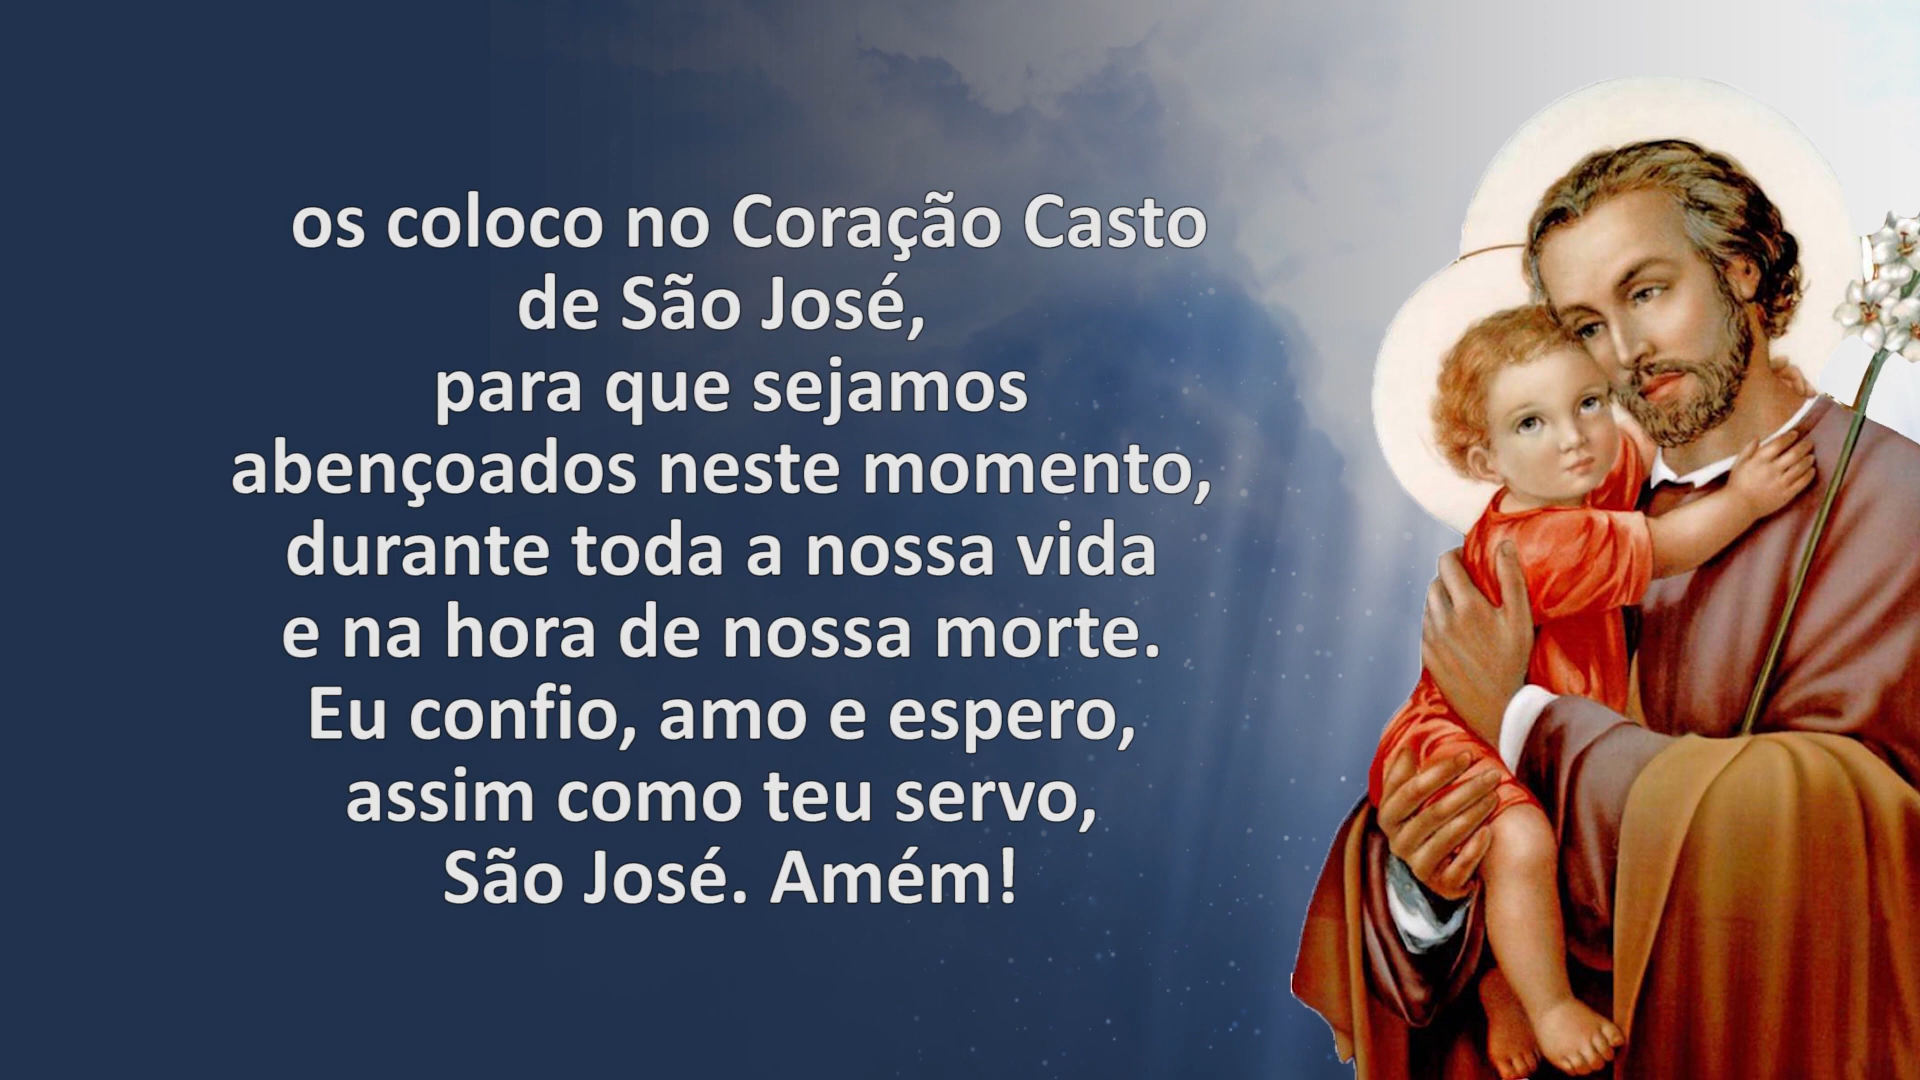 os coloco no Coração Casto
de São José,
para que sejamos
abençoados neste momento,
durante toda a nossa vida
e na hora de nossa morte.
Eu confio, amo e espero,
assim como teu servo,
São José. Amém!